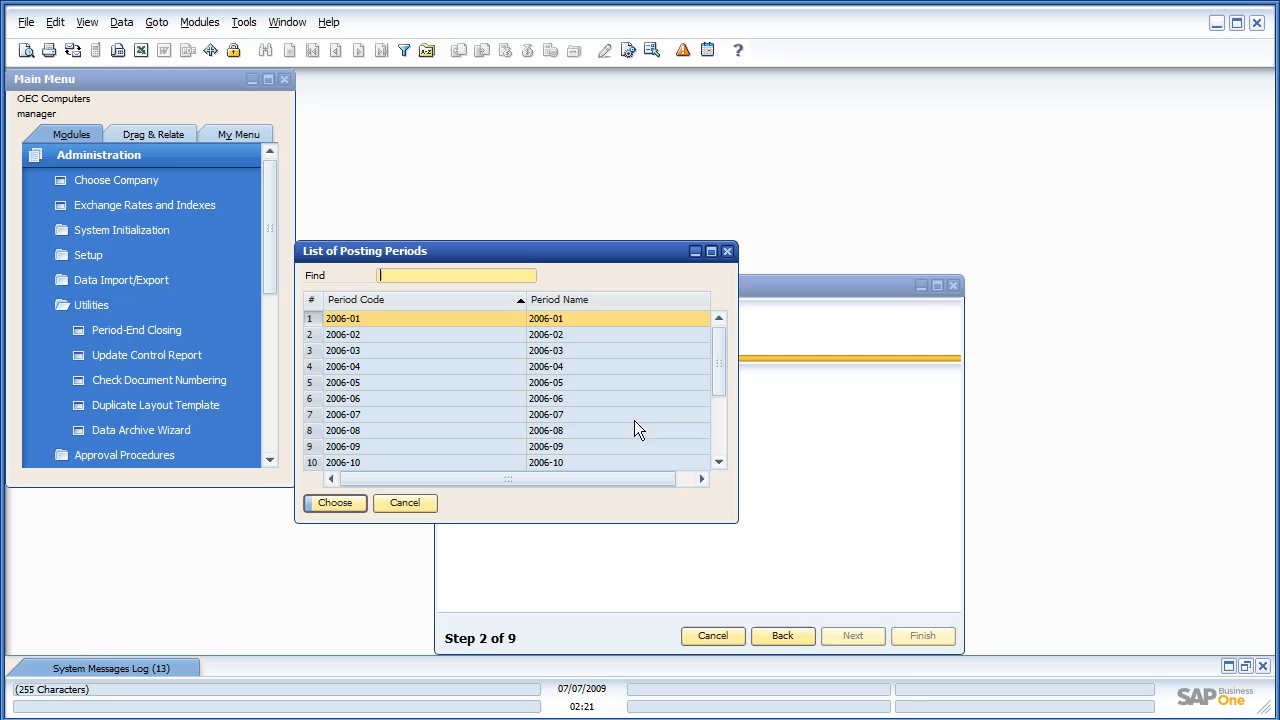 File Edit View Data Goto Modules Tools Window Help
Main Menu
OEC Computers
manager
Modules Drag & Relate My Menu
Administration
Choose Company
Exchange Rates and Indexes
System Initialization
Setup
Data Import/Export
Utilities
Period-End Closing
Update Control Report
Check Document Numbering
Duplicate Layout Template
Data Archive Wizard
Approval Procedures
List of Posting Periods
Find
# Period Code Period Name
1 2006-01 2006-01
2 2006-02 2006-02
3 2006-03 2006-03
4 2006-04 2006-04
5 2006-05 2006-05
6 2006-06 2006-06
7 2006-07 2006-07
8 2006-08 2006-08
9 2006-09 2006-09
10 2006-10 2006-10
Choose Cancel
Step 2 of 9 Cancel Back Next Finish
System Messages Log (13)
(255 Characters) 07/07/2009
02:21
SAP Business One